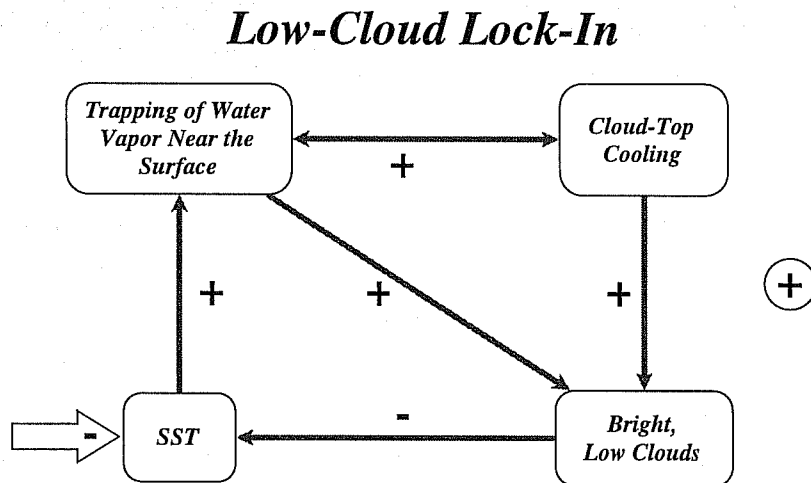 Low-Cloud Lock-In
Trapping of Water
Vapor Near the
Surface
Cloud-Top
Cooling
+
+
+
+
+
-
-
SST
Bright,
Low Clouds